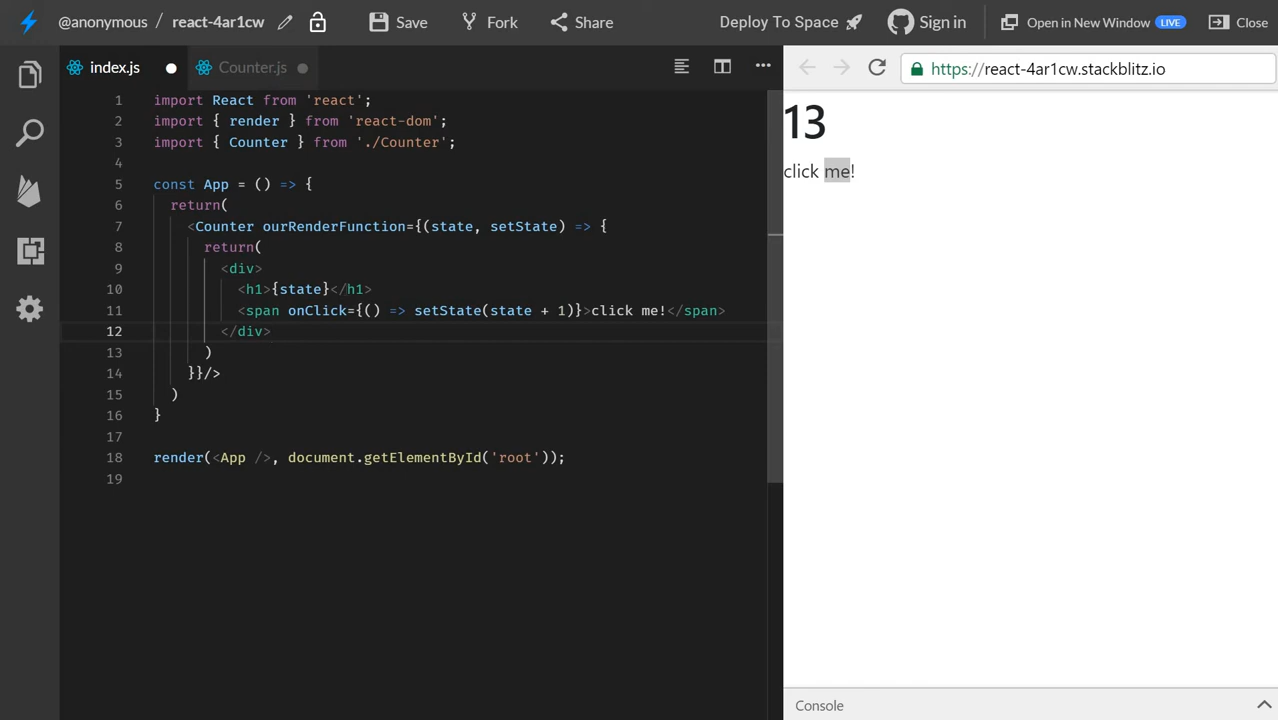 @anonymous react-4ar1cw Save Fork Share Deploy To Space Sign in Open in New Window LIVE Close
index.js Counter.js
https://react-4ar1cw.stackblitz.io
1 import React from 'react';
2 import { render } from 'react-dom';
3 import { Counter } from './Counter';
4
5 const App = () => {
6 return(
7 <Counter ourRenderFunction={(state, setState) => {
8 return(
9 <div>
10 <h1>{state}</h1>
11 <span onClick={() => setState(state + 1)}>click me!</span>
12 </div>
13 )
14 }}/>
15 )
16 }
17
18 render(<App />, document.getElementById('root'));
19
13
click me!
Console